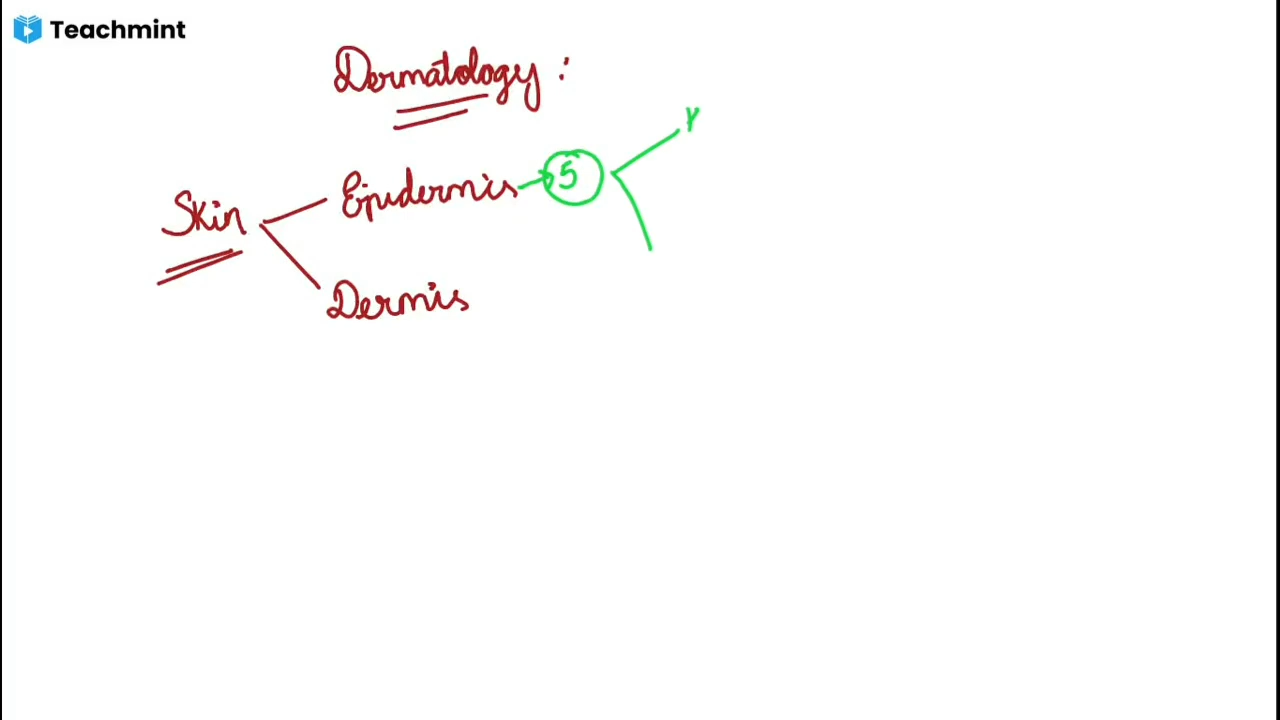 Teachmint
Dermatology :
Epidermis → 5
Skin
Dermis